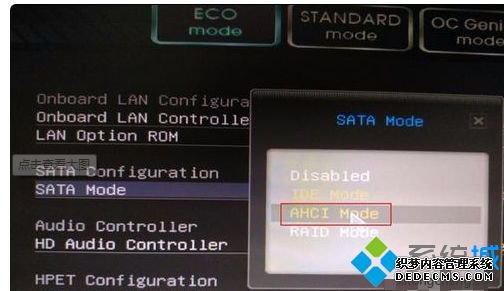 ECO
mode
STANDARD
mode
OC Geni
mode
Onboard LAN Configura
Onboard LAN Controlle
LAN Option ROM
点击查看大图
SATA Configuration
SATA Mode
Audio Controller
HD Audio Controller
HPET Configuration
SATA Mode
Disabled
IDE Mode
AHCI Mode
RAID Mode
系统城
织梦内容管理系统
DEDECMS.COM